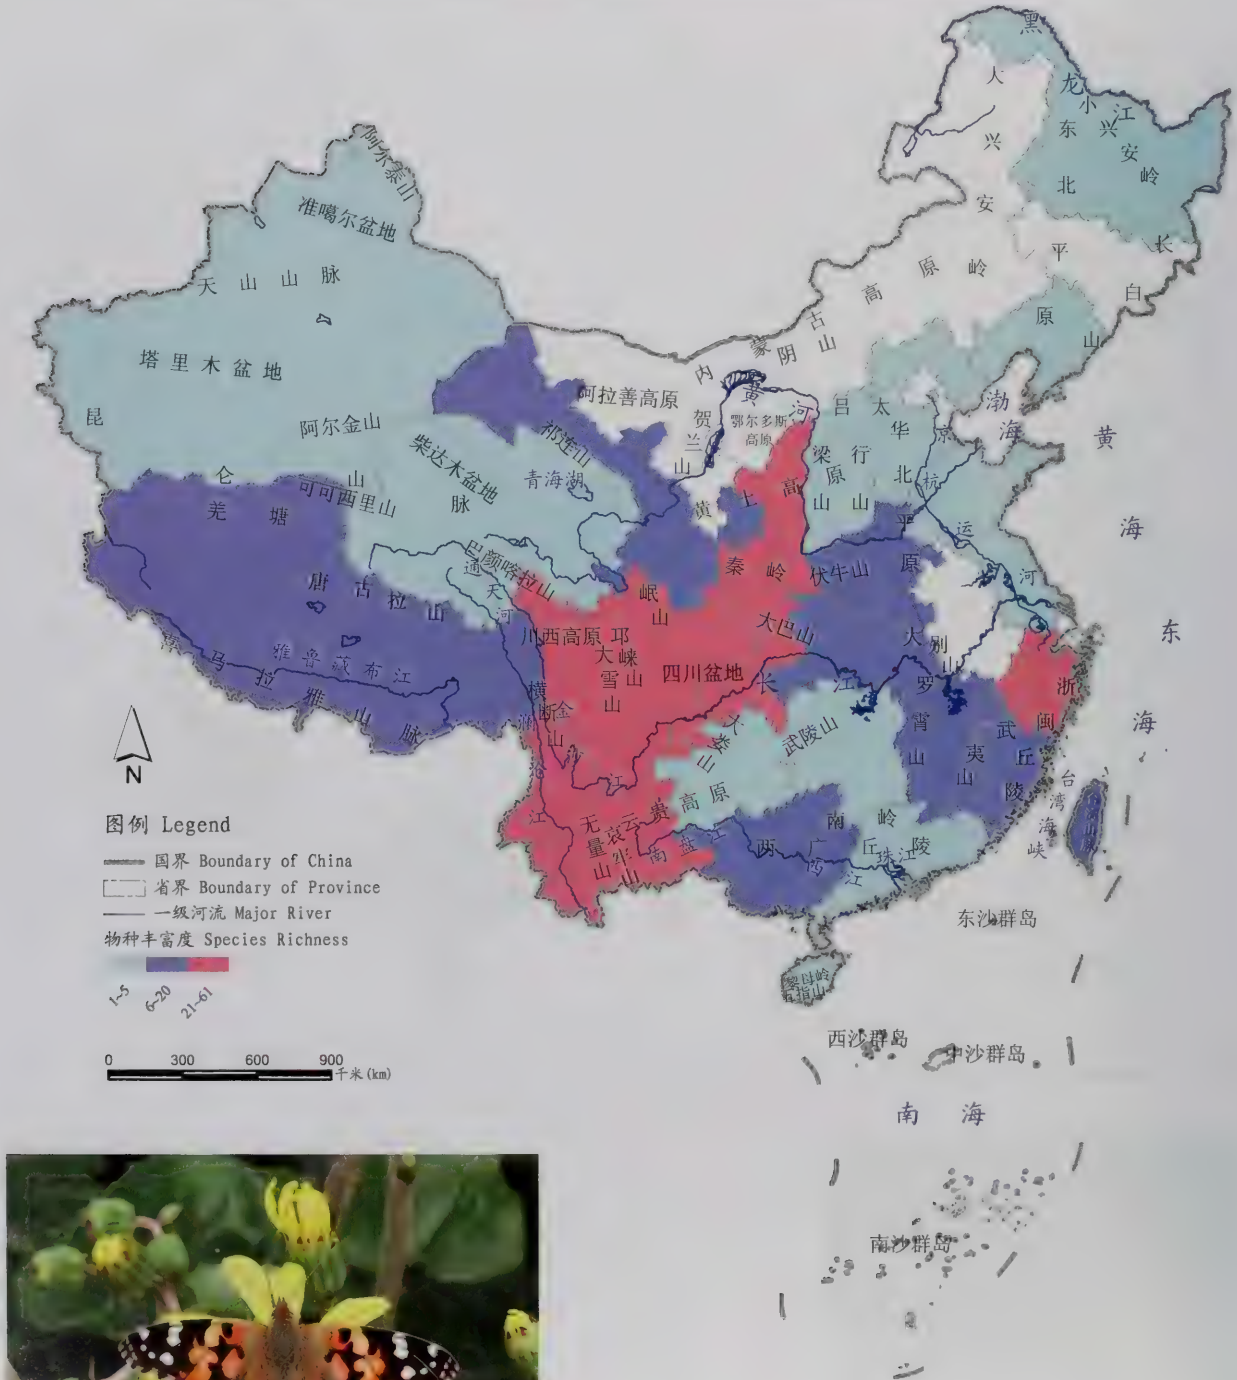 黑龙江
大兴安岭
小兴安岭
东北平原
长白山
阿尔泰山
准噶尔盆地
天山山脉
塔里木盆地
内蒙古高原
阴山
阿拉善高原
贺兰山
黄河
鄂尔多斯
高原
吕梁山
太行山
华北平原
京杭运河
渤海
黄海
昆仑山脉
阿尔金山
祁连山
柴达木盆地
青海湖
可可西里山
羌塘
黄土高原
巴颜喀拉山
通天河
唐古拉山
秦岭
伏牛山
岷山
川西高原
邛崃山
大雪山
四川盆地
大巴山
大别山
东海
喜马拉雅山脉
雅鲁藏布江
横断山
金沙江
澜沧江
长江
罗霄山
武夷山
浙闽丘陵
武陵山
大娄山
云贵高原
无量山
哀牢山
南盘江
南岭
两广丘陵
西江
珠江
台湾海峡
台湾山脉
东沙群岛
黎母岭
五指山
西沙群岛
中沙群岛
南海
南沙群岛
N
图例 Legend
国界 Boundary of China
省界 Boundary of Province
一级河流 Major River
物种丰富度 Species Richness
1~5 6~20 21~61
0 300 600 900
千米(km)